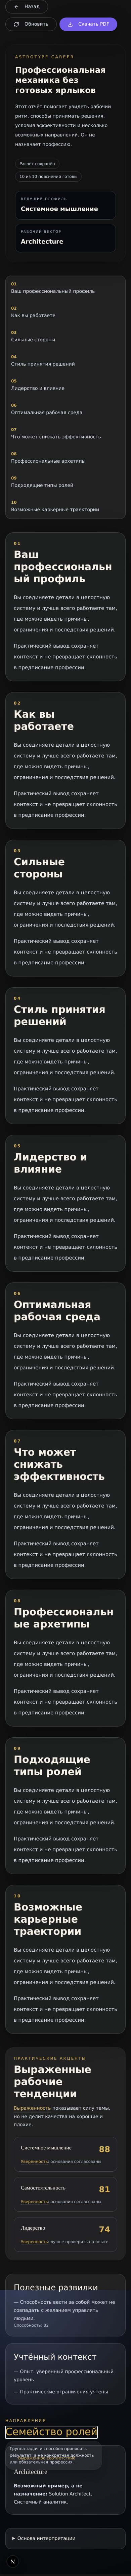 Назад
Обновить
Скачать PDF
ASTROTYPE CAREER
Профессиональная
механика без
готовых ярлыков
Этот отчёт помогает увидеть рабочий
ритм, способы принимать решения,
условия эффективности и несколько
возможных направлений. Он не
назначает профессию.
Расчёт сохранён
10 из 10 пояснений готовы
ВЕДУЩИЙ ПРОФИЛЬ
Системное мышление
РАБОЧИЙ ВЕКТОР
Architecture
01
Ваш профессиональный профиль
02
Как вы работаете
03
Сильные стороны
04
Стиль принятия решений
05
Лидерство и влияние
06
Оптимальная рабочая среда
07
Что может снижать эффективность
08
Профессиональные архетипы
09
Подходящие типы ролей
10
Возможные карьерные траектории
01
Ваш
профессиональн
ый профиль
Вы соединяете детали в целостную
систему и лучше всего работаете там,
где можно видеть причины,
ограничения и последствия решений.
Практический вывод сохраняет
контекст и не превращает склонность
в предписание профессии.
02
Как вы
работаете
Вы соединяете детали в целостную
систему и лучше всего работаете там,
где можно видеть причины,
ограничения и последствия решений.
Практический вывод сохраняет
контекст и не превращает склонность
в предписание профессии.
03
Сильные
стороны
Вы соединяете детали в целостную
систему и лучше всего работаете там,
где можно видеть причины,
ограничения и последствия решений.
Практический вывод сохраняет
контекст и не превращает склонность
в предписание профессии.
04
Стиль принятия
решений
Вы соединяете детали в целостную
систему и лучше всего работаете там,
где можно видеть причины,
ограничения и последствия решений.
Практический вывод сохраняет
контекст и не превращает склонность
в предписание профессии.
05
Лидерство и
влияние
Вы соединяете детали в целостную
систему и лучше всего работаете там,
где можно видеть причины,
ограничения и последствия решений.
Практический вывод сохраняет
контекст и не превращает склонность
в предписание профессии.
06
Оптимальная
рабочая среда
Вы соединяете детали в целостную
систему и лучше всего работаете там,
где можно видеть причины,
ограничения и последствия решений.
Практический вывод сохраняет
контекст и не превращает склонность
в предписание профессии.
07
Что может
снижать
эффективность
Вы соединяете детали в целостную
систему и лучше всего работаете там,
где можно видеть причины,
ограничения и последствия решений.
Практический вывод сохраняет
контекст и не превращает склонность
в предписание профессии.
08
Профессиональн
ые архетипы
Вы соединяете детали в целостную
систему и лучше всего работаете там,
где можно видеть причины,
ограничения и последствия решений.
Практический вывод сохраняет
контекст и не превращает склонность
в предписание профессии.
09
Подходящие
типы ролей
Вы соединяете детали в целостную
систему и лучше всего работаете там,
где можно видеть причины,
ограничения и последствия решений.
Практический вывод сохраняет
контекст и не превращает склонность
в предписание профессии.
10
Возможные
карьерные
траектории
Вы соединяете детали в целостную
систему и лучше всего работаете там,
где можно видеть причины,
ограничения и последствия решений.
Практический вывод сохраняет
контекст и не превращает склонность
в предписание профессии.
ПРАКТИЧЕСКИЕ АКЦЕНТЫ
Выраженные
рабочие
тенденции
Выраженность показывает силу темы,
но не делит качества на хорошие и
плохие.
Системное мышление 88
Уверенность: основания согласованы
Самостоятельность 81
Уверенность: основания согласованы
Лидерство 74
Уверенность: лучше проверить на опыте
Полезные развилки
— Способность вести за собой может не
совпадать с желанием управлять
людьми.
Способность: 82
Учтённый контекст
— Опыт: уверенный профессиональный
уровень
— Практические ограничения учтены
НАПРАВЛЕНИЯ
Семейство ролей
Группа задач и способов приносить
результат, а не конкретная должность
или обязательная профессия.
Architecture
Возможный пример, а не
назначение: Solution Architect,
Системный аналитик.
Основа интерпретации